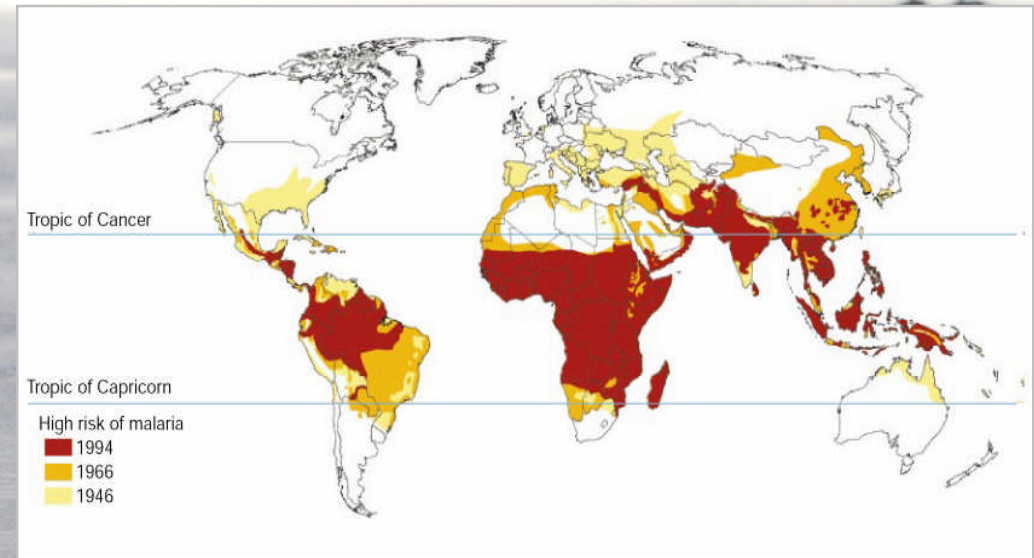 Tropic of Cancer
Tropic of Capricorn
High risk of malaria
1994
1966
1946